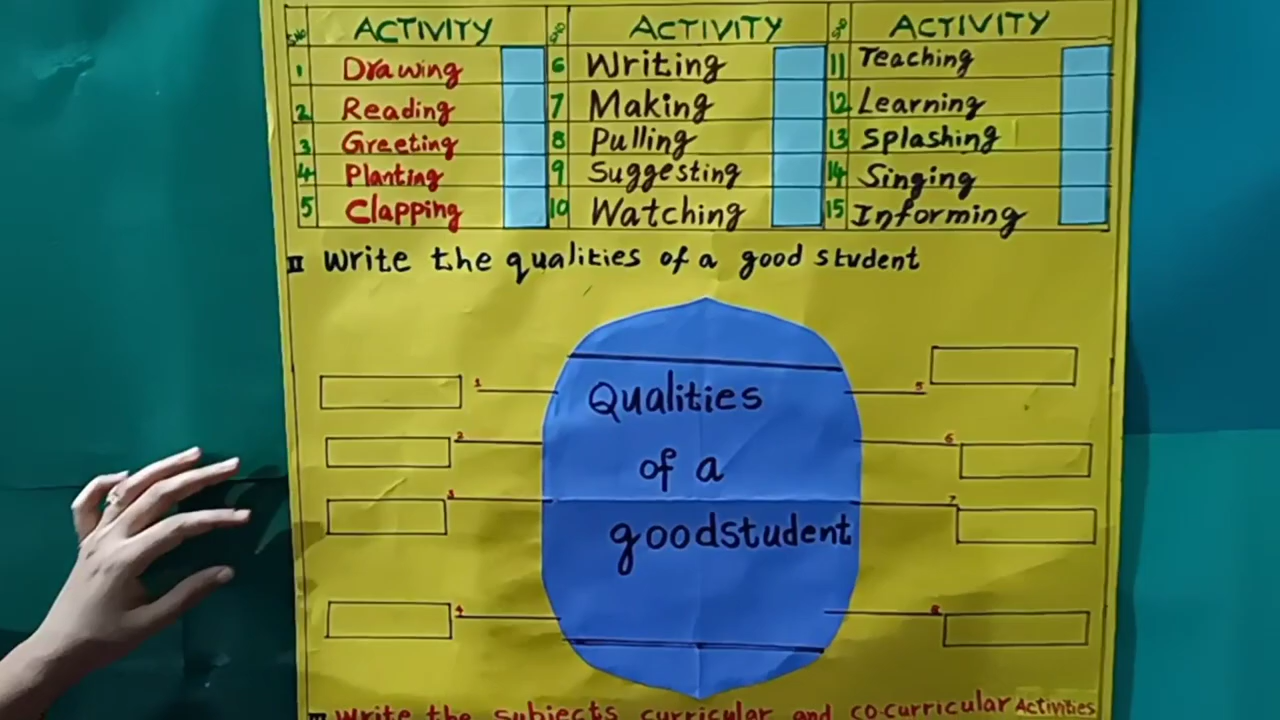 S.NO ACTIVITY S.NO ACTIVITY S.NO ACTIVITY
1 Drawing 6 Writing 11 Teaching
2 Reading 7 Making 12 Learning
3 Greeting 8 Pulling 13 Splashing
4 Planting 9 Suggesting 14 Singing
5 Clapping 10 Watching 15 Informing
II Write the qualities of a good student
1 5
2 6
3 7
4 8
Qualities
of a
goodstudent
III Write the subjects curricular and co.curricular Activities